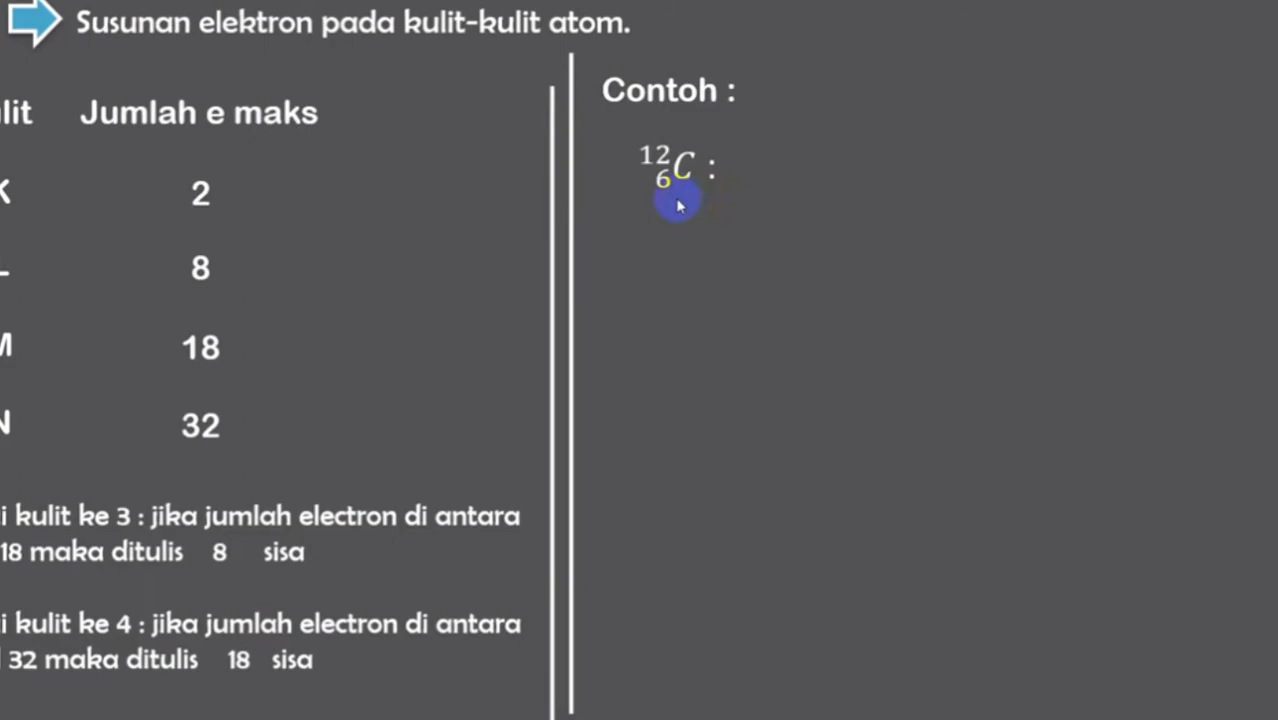 Susunan elektron pada kulit-kulit atom.
lit Jumlah e maks
K 2
L 8
M 18
N 32
i kulit ke 3 : jika jumlah electron di antara
18 maka ditulis 8 sisa
i kulit ke 4 : jika jumlah electron di antara
32 maka ditulis 18 sisa
Contoh :
¹²₆C :